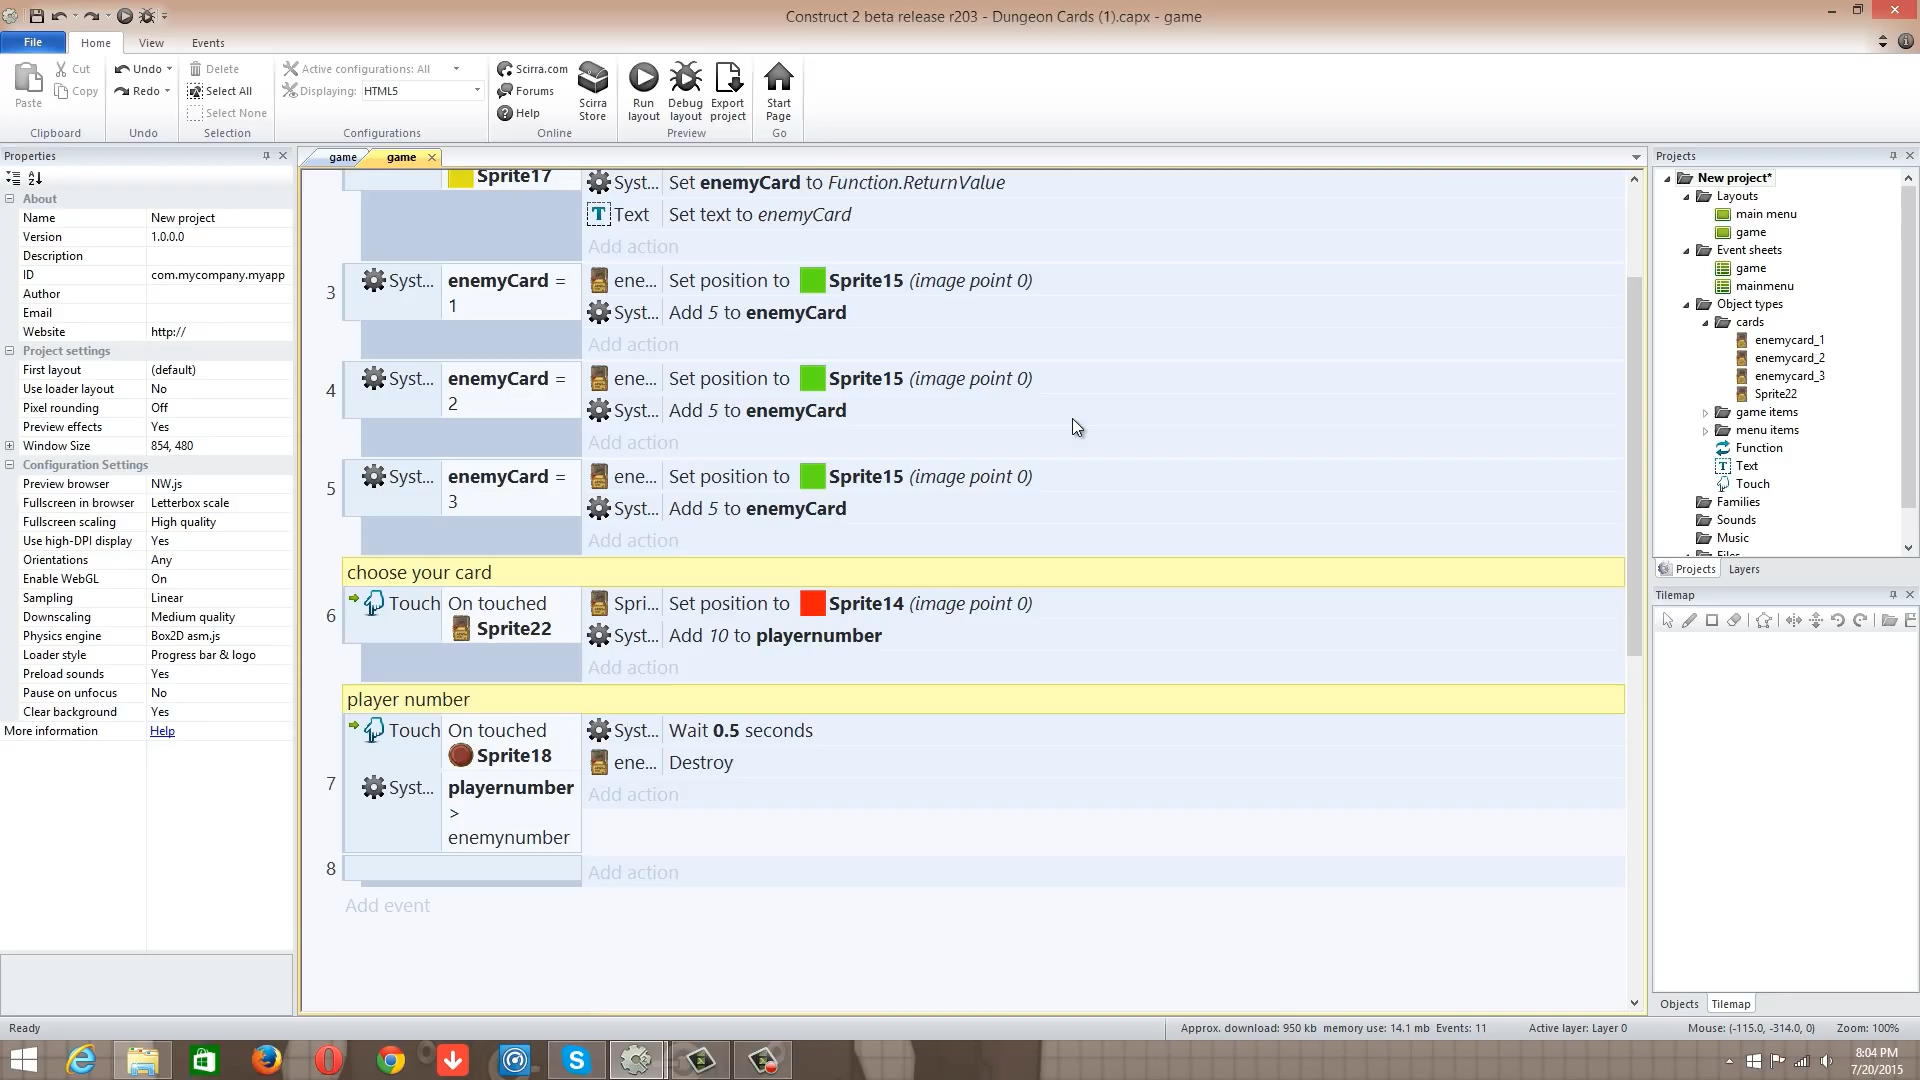 Construct 2 beta release r203 - Dungeon Cards (1).capx - game
File Home View Events
Paste
Cut
Copy
Clipboard
Undo
Redo
Undo
Delete
Select All
Select None
Selection
Active configurations: All
Displaying: HTML5
Configurations
Scirra.com
Forums
Help
Scirra Store
Online
Run layout
Debug layout
Export project
Preview
Start Page
Go
Properties
About
Name New project
Version 1.0.0.0
Description
ID com.mycompany.myapp
Author
Email
Website http://
Project settings
First layout (default)
Use loader layout No
Pixel rounding Off
Preview effects Yes
Window Size 854, 480
Configuration Settings
Preview browser NW.js
Fullscreen in browser Letterbox scale
Fullscreen scaling High quality
Use high-DPI display Yes
Orientations Any
Enable WebGL On
Sampling Linear
Downscaling Medium quality
Physics engine Box2D asm.js
Loader style Progress bar & logo
Preload sounds Yes
Pause on unfocus No
Clear background Yes
More information Help
game game
Sprite17 Syst... Set enemyCard to Function.ReturnValue
T Text Set text to enemyCard
Add action
3 Syst... enemyCard = 1
ene... Set position to Sprite15 (image point 0)
Syst... Add 5 to enemyCard
Add action
4 Syst... enemyCard = 2
ene... Set position to Sprite15 (image point 0)
Syst... Add 5 to enemyCard
Add action
5 Syst... enemyCard = 3
ene... Set position to Sprite15 (image point 0)
Syst... Add 5 to enemyCard
Add action
choose your card
6 Touch On touched Sprite22
Spri... Set position to Sprite14 (image point 0)
Syst... Add 10 to playernumber
Add action
player number
7 Touch On touched Sprite18
Syst... playernumber > enemynumber
Syst... Wait 0.5 seconds
ene... Destroy
Add action
8 Add action
Add event
Projects
New project*
Layouts
main menu
game
Event sheets
game
mainmenu
Object types
cards
enemycard_1
enemycard_2
enemycard_3
Sprite22
game items
menu items
Function
Text
Touch
Families
Sounds
Music
Files
Projects Layers
Tilemap
Objects Tilemap
Ready
Approx. download: 950 kb memory use: 14.1 mb Events: 11 Active layer: Layer 0 Mouse: (-115.0, -314.0, 0) Zoom: 100%
8:04 PM
7/20/2015